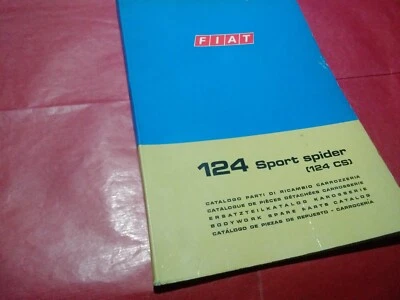 FIAT
124 Sport spider
(124 CS)
CATALOGO PARTI DI RICAMBIO CARROZZERIA
CATALOGUE DE PIÈCES DÉTACHÉES CARROSSERIE
ERSATZTEILKATALOG KAROSSERIE
BODYWORK SPARE PARTS CATALOG
CATÁLOGO DE PIEZAS DE REPUESTO - CARROCERÍA